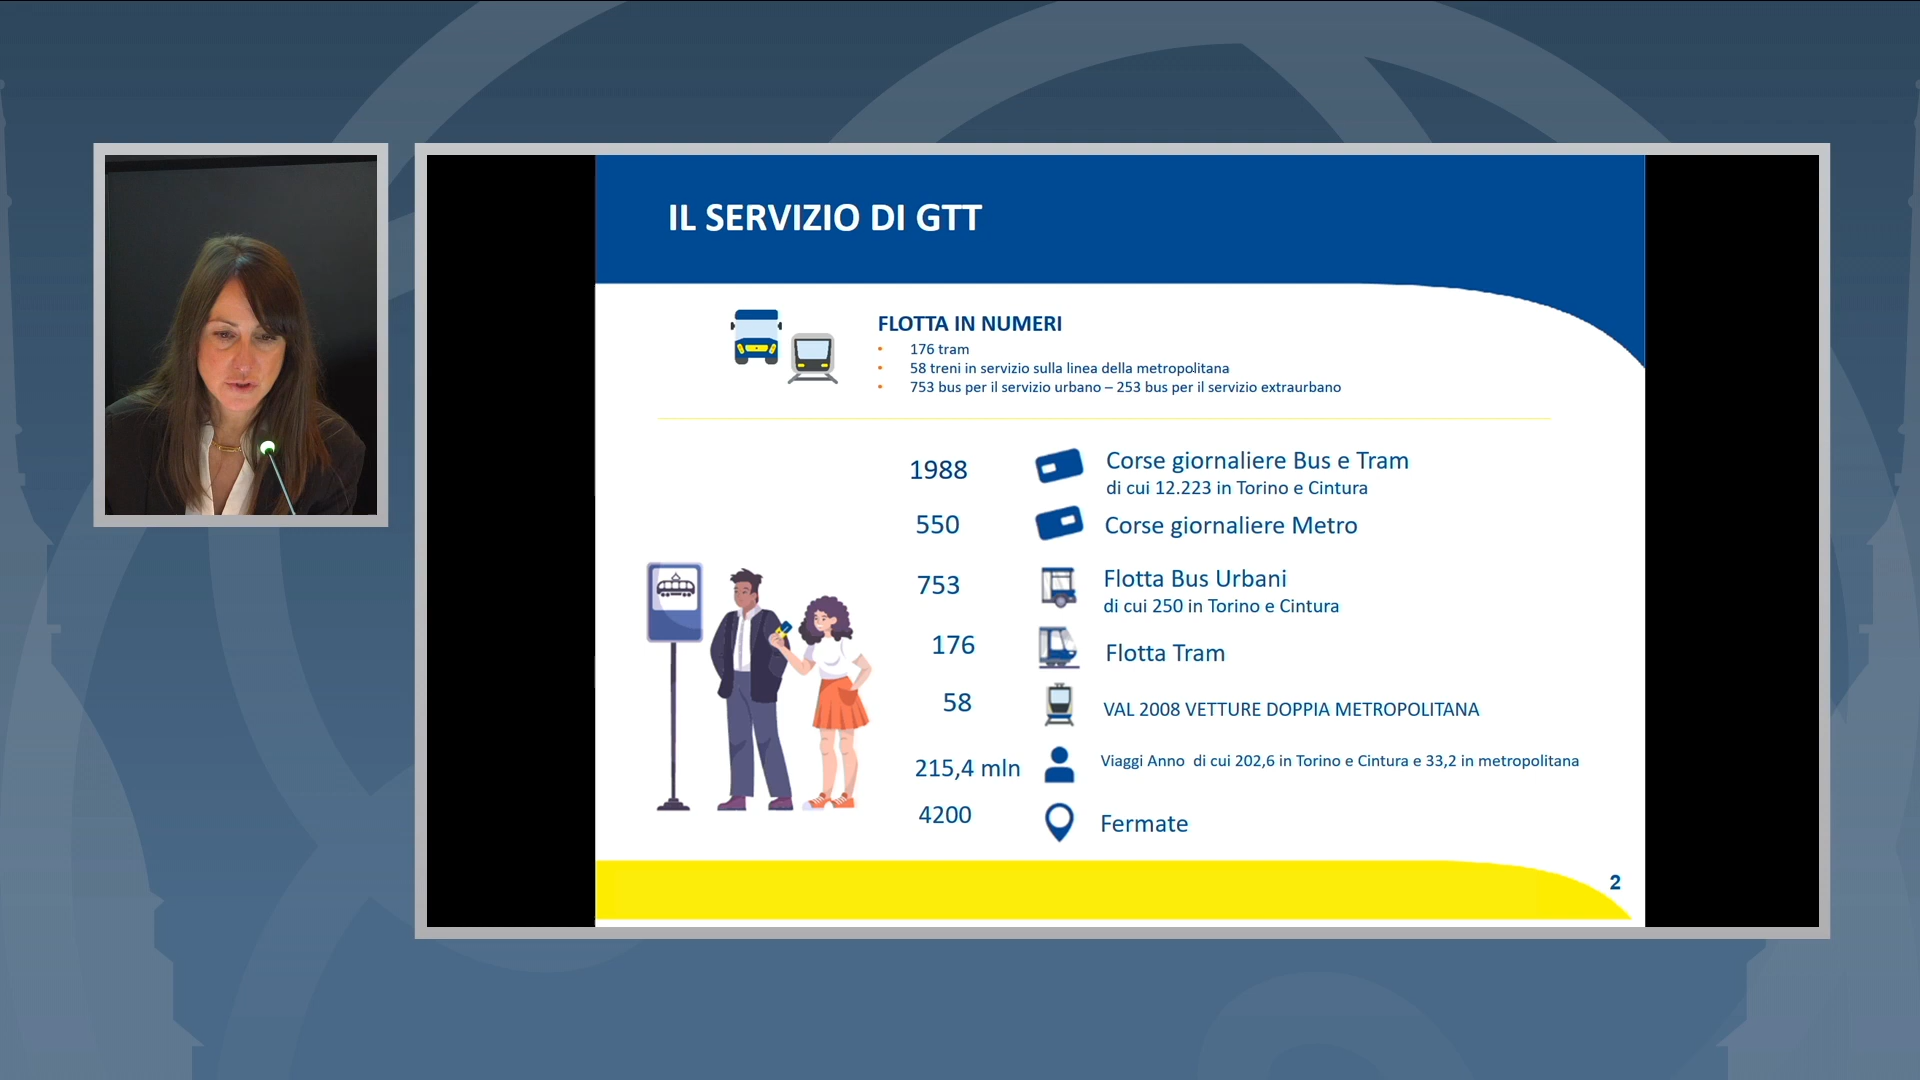 IL SERVIZIO DI GTT
FLOTTA IN NUMERI
• 176 tram
• 58 treni in servizio sulla linea della metropolitana
• 753 bus per il servizio urbano – 253 bus per il servizio extraurbano
1988 Corse giornaliere Bus e Tram
di cui 12.223 in Torino e Cintura
550 Corse giornaliere Metro
753 Flotta Bus Urbani
di cui 250 in Torino e Cintura
176 Flotta Tram
58 VAL 2008 VETTURE DOPPIA METROPOLITANA
215,4 mln Viaggi Anno di cui 202,6 in Torino e Cintura e 33,2 in metropolitana
4200 Fermate
2